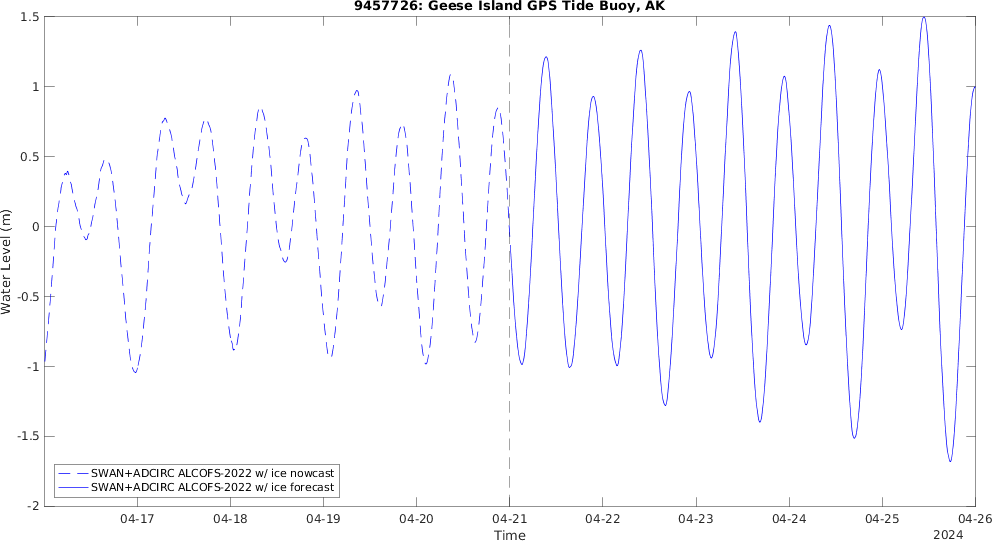 9457726: Geese Island GPS Tide Buoy, AK
1.5
1
0.5
0
-0.5
-1
-1.5
-2
Water Level (m)
SWAN+ADCIRC ALCOFS-2022 w/ ice nowcast
SWAN+ADCIRC ALCOFS-2022 w/ ice forecast
04-17 04-18 04-19 04-20 04-21 04-22 04-23 04-24 04-25 04-26
Time
2024